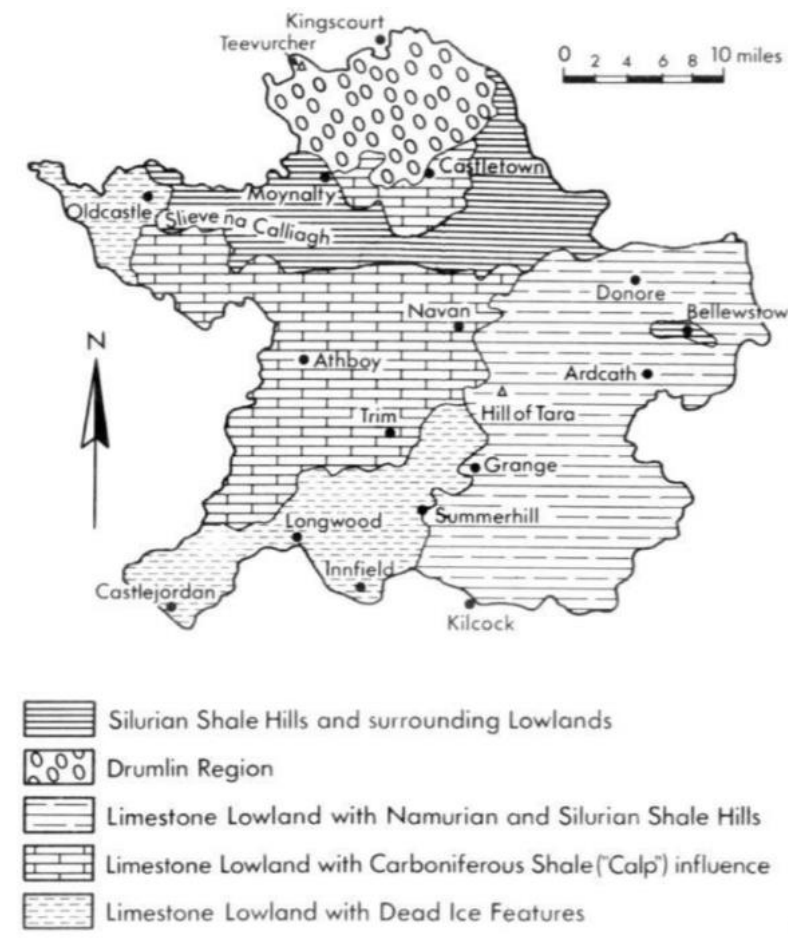 Kingscourt
Teevurcher
0 2 4 6 8 10 miles
Castletown
Moynalty
Oldcastle
Slieve na Calliagh
Donore
Navan
Bellewstow
N
Athboy
Ardcath
Trim
Hill of Tara
Grange
Summerhill
Longwood
Innfield
Castlejordan
Kilcock
Silurian Shale Hills and surrounding Lowlands
Drumlin Region
Limestone Lowland with Namurian and Silurian Shale Hills
Limestone Lowland with Carboniferous Shale ("Calp") influence
Limestone Lowland with Dead Ice Features